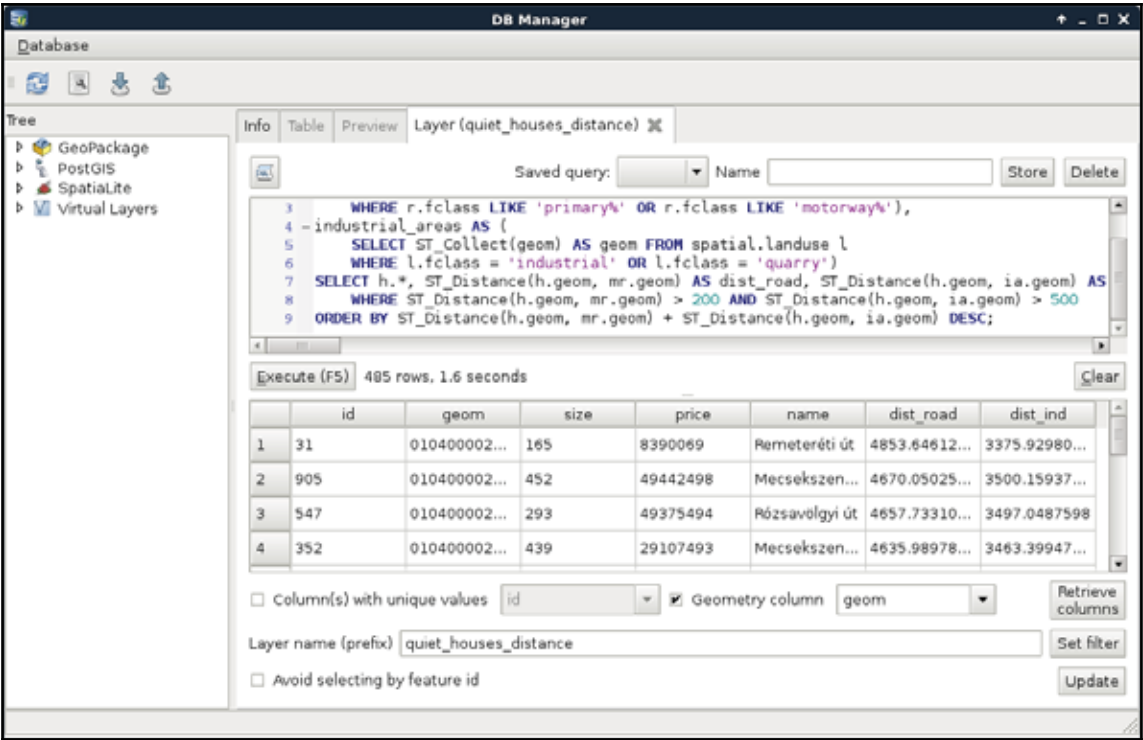 DB Manager
Database
Tree
GeoPackage
PostGIS
SpatiaLite
Virtual Layers
Info Table Preview Layer (quiet_houses_distance)
Saved query: Name Store Delete
3 WHERE r.fclass LIKE 'primary%' OR r.fclass LIKE 'motorway%'),
4 industrial_areas AS (
5 SELECT ST_Collect(geom) AS geom FROM spatial.landuse l
6 WHERE l.fclass = 'industrial' OR l.fclass = 'quarry')
7 SELECT h.*, ST_Distance(h.geom, mr.geom) AS dist_road, ST_Distance(h.geom, ia.geom) AS
8 WHERE ST_Distance(h.geom, mr.geom) > 200 AND ST_Distance(h.geom, ia.geom) > 500
9 ORDER BY ST_Distance(h.geom, mr.geom) + ST_Distance(h.geom, ia.geom) DESC;
Execute (F5) 485 rows, 1.6 seconds Clear
id geom size price name dist_road dist_ind
1 31 010400002... 165 8390069 Remeteréti út 4853.64612... 3375.92980...
2 905 010400002... 452 49442498 Mecsekszen... 4670.05025... 3500.15937...
3 547 010400002... 293 49375494 Rózsavölgyi út 4657.73310... 3497.0487598
4 352 010400002... 439 29107493 Mecsekszen... 4635.98978... 3463.39947...
Column(s) with unique values id Geometry column geom Retrieve columns
Layer name (prefix) quiet_houses_distance Set filter
Avoid selecting by feature id Update